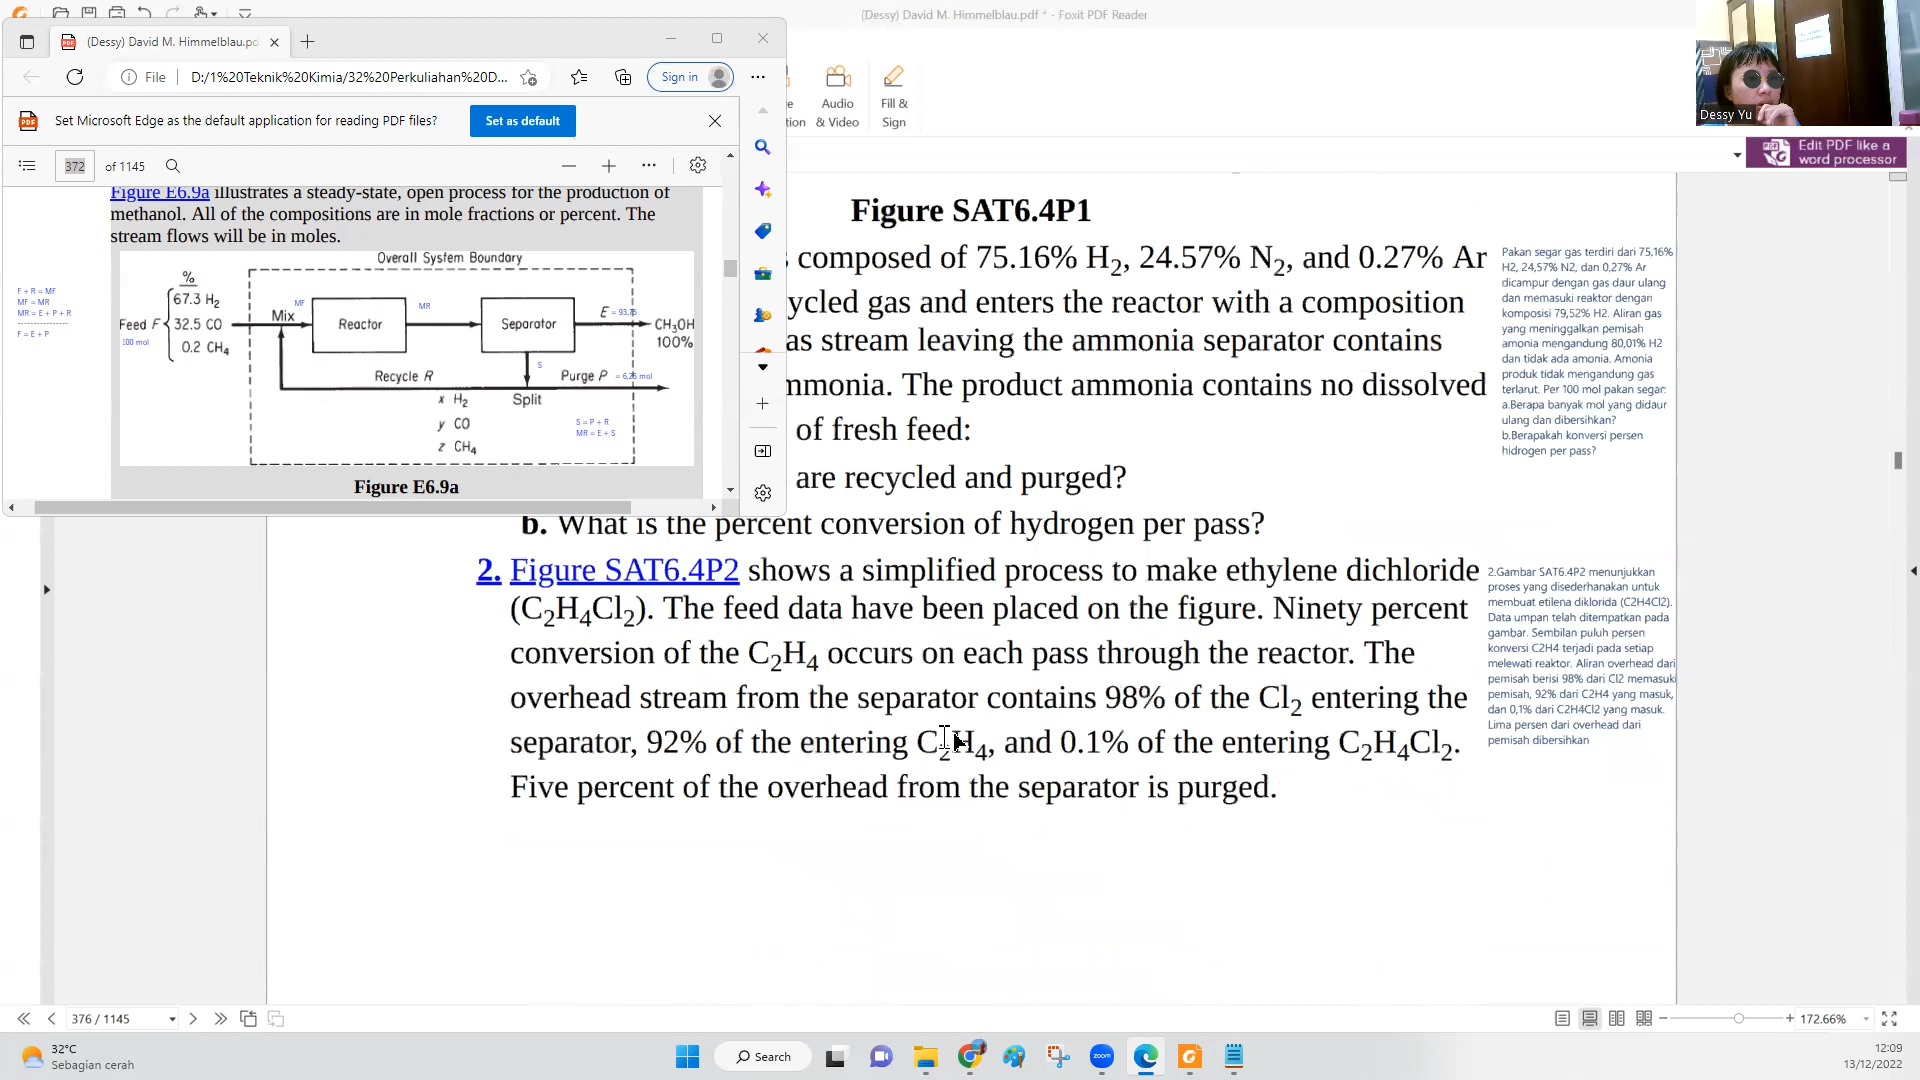 (Dessy) David M. Himmelblau.pdf * - Foxit PDF Reader
(Dessy) David M. Himmelblau.pd
File
D:/1%20Teknik%20Kimia/32%20Perkuliahan%20D...
Sign in
Set Microsoft Edge as the default application for reading PDF files?
Set as default
372
of 1145
Audio
& Video
Fill &
Sign
Dessy Yu
Edit PDF like a
word processor
Figure E6.9a illustrates a steady-state, open process for the production of
methanol. All of the compositions are in mole fractions or percent. The
stream flows will be in moles.
F + R = MF
MF = MR
MR = E + P + R
----------------
F = E + P
Overall System Boundary
%
67.3 H2
Feed F
32.5 CO
0.2 CH4
100 mol
Mix
MF
Reactor
MR
Separator
E = 93,75
CH3OH
100%
S
Recycle R
Purge P = 6,25 mol
Split
x H2
y CO
z CH4
S = P + R
MR = E + S
Figure E6.9a
Figure SAT6.4P1
composed of 75.16% H2, 24.57% N2, and 0.27% Ar
ycled gas and enters the reactor with a composition
as stream leaving the ammonia separator contains
mmonia. The product ammonia contains no dissolved
of fresh feed:
are recycled and purged?
b. What is the percent conversion of hydrogen per pass?
2. Figure SAT6.4P2 shows a simplified process to make ethylene dichloride
(C2H4Cl2). The feed data have been placed on the figure. Ninety percent
conversion of the C2H4 occurs on each pass through the reactor. The
overhead stream from the separator contains 98% of the Cl2 entering the
separator, 92% of the entering C2H4, and 0.1% of the entering C2H4Cl2.
Five percent of the overhead from the separator is purged.
Pakan segar gas terdiri dari 75,16%
H2, 24,57% N2, dan 0,27% Ar
dicampur dengan gas daur ulang
dan memasuki reaktor dengan
komposisi 79,52% H2. Aliran gas
yang meninggalkan pemisah
amonia mengandung 80,01% H2
dan tidak ada amonia. Amonia
produk tidak mengandung gas
terlarut. Per 100 mol pakan segar:
a.Berapa banyak mol yang didaur
ulang dan dibersihkan?
b.Berapakah konversi persen
hidrogen per pass?
2.Gambar SAT6.4P2 menunjukkan
proses yang disederhanakan untuk
membuat etilena diklorida (C2H4Cl2).
Data umpan telah ditempatkan pada
gambar. Sembilan puluh persen
konversi C2H4 terjadi pada setiap
melewati reaktor. Aliran overhead dari
pemisah berisi 98% dari Cl2 memasuki
pemisah, 92% dari C2H4 yang masuk,
dan 0,1% dari C2H4Cl2 yang masuk.
Lima persen dari overhead dari
pemisah dibersihkan
376 / 1145
172.66%
32°C
Sebagian cerah
Search
zoom
12:09
13/12/2022